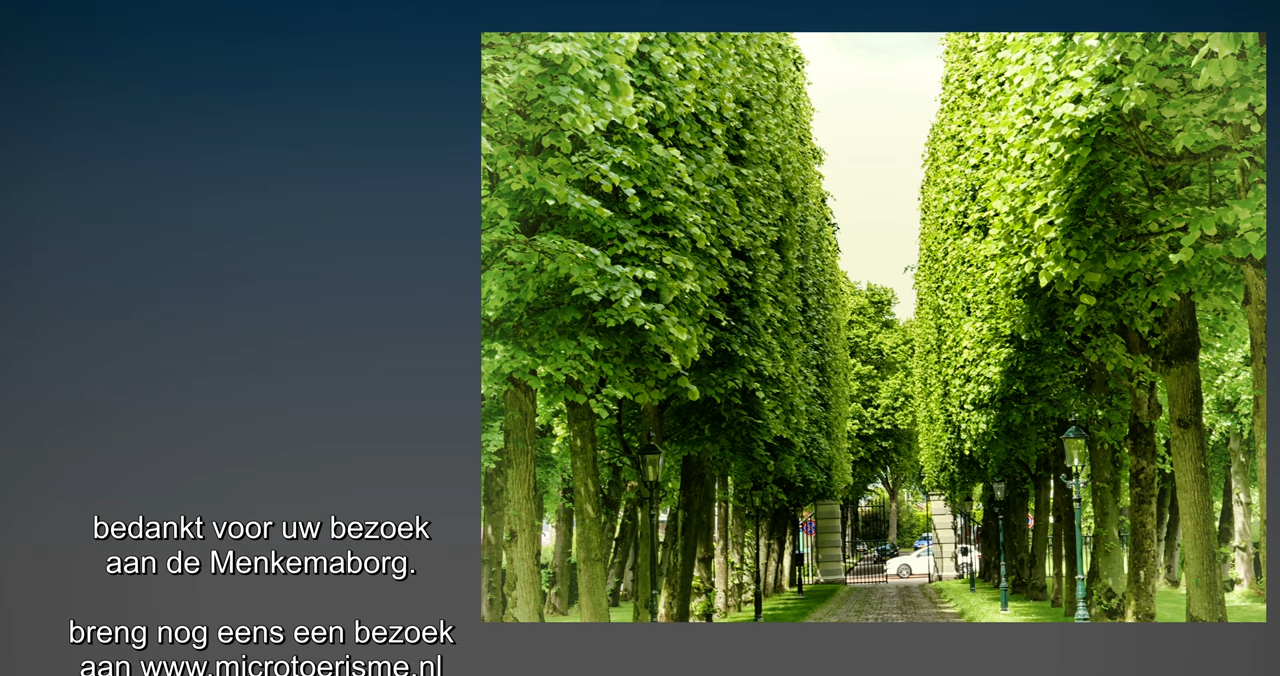 bedankt voor uw bezoek
aan de Menkemaborg.
breng nog eens een bezoek
aan www.microtoerisme.nl